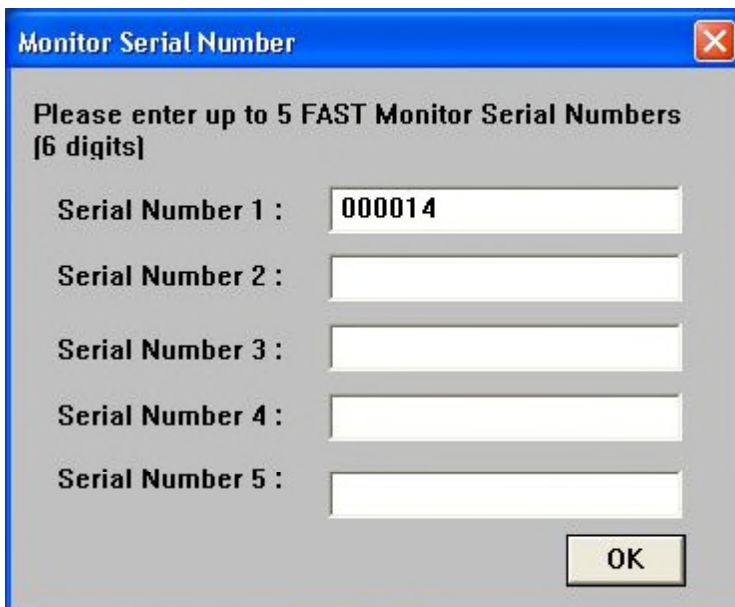 Monitor Serial Number
Please enter up to 5 FAST Monitor Serial Numbers
(6 digits)
Serial Number 1 : 000014
Serial Number 2 :
Serial Number 3 :
Serial Number 4 :
Serial Number 5 :
OK